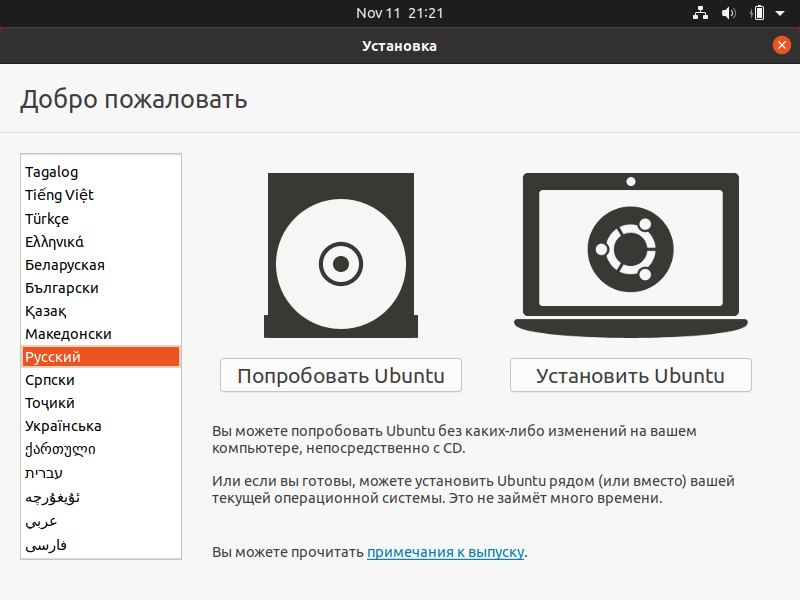 Nov 11 21:21
Установка
Добро пожаловать
Tagalog
Tiếng Việt
Türkçe
Ελληνικά
Беларуская
Български
Қазақ
Македонски
Русский
Српски
Тоҷикӣ
Українська
ქართული
עברית
ئۇيغۇرچە
عربي
فارسی
Попробовать Ubuntu
Установить Ubuntu
Вы можете попробовать Ubuntu без каких-либо изменений на вашем
компьютере, непосредственно с CD.
Или если вы готовы, можете установить Ubuntu рядом (или вместо) вашей
текущей операционной системы. Это не займёт много времени.
Вы можете прочитать примечания к выпуску.